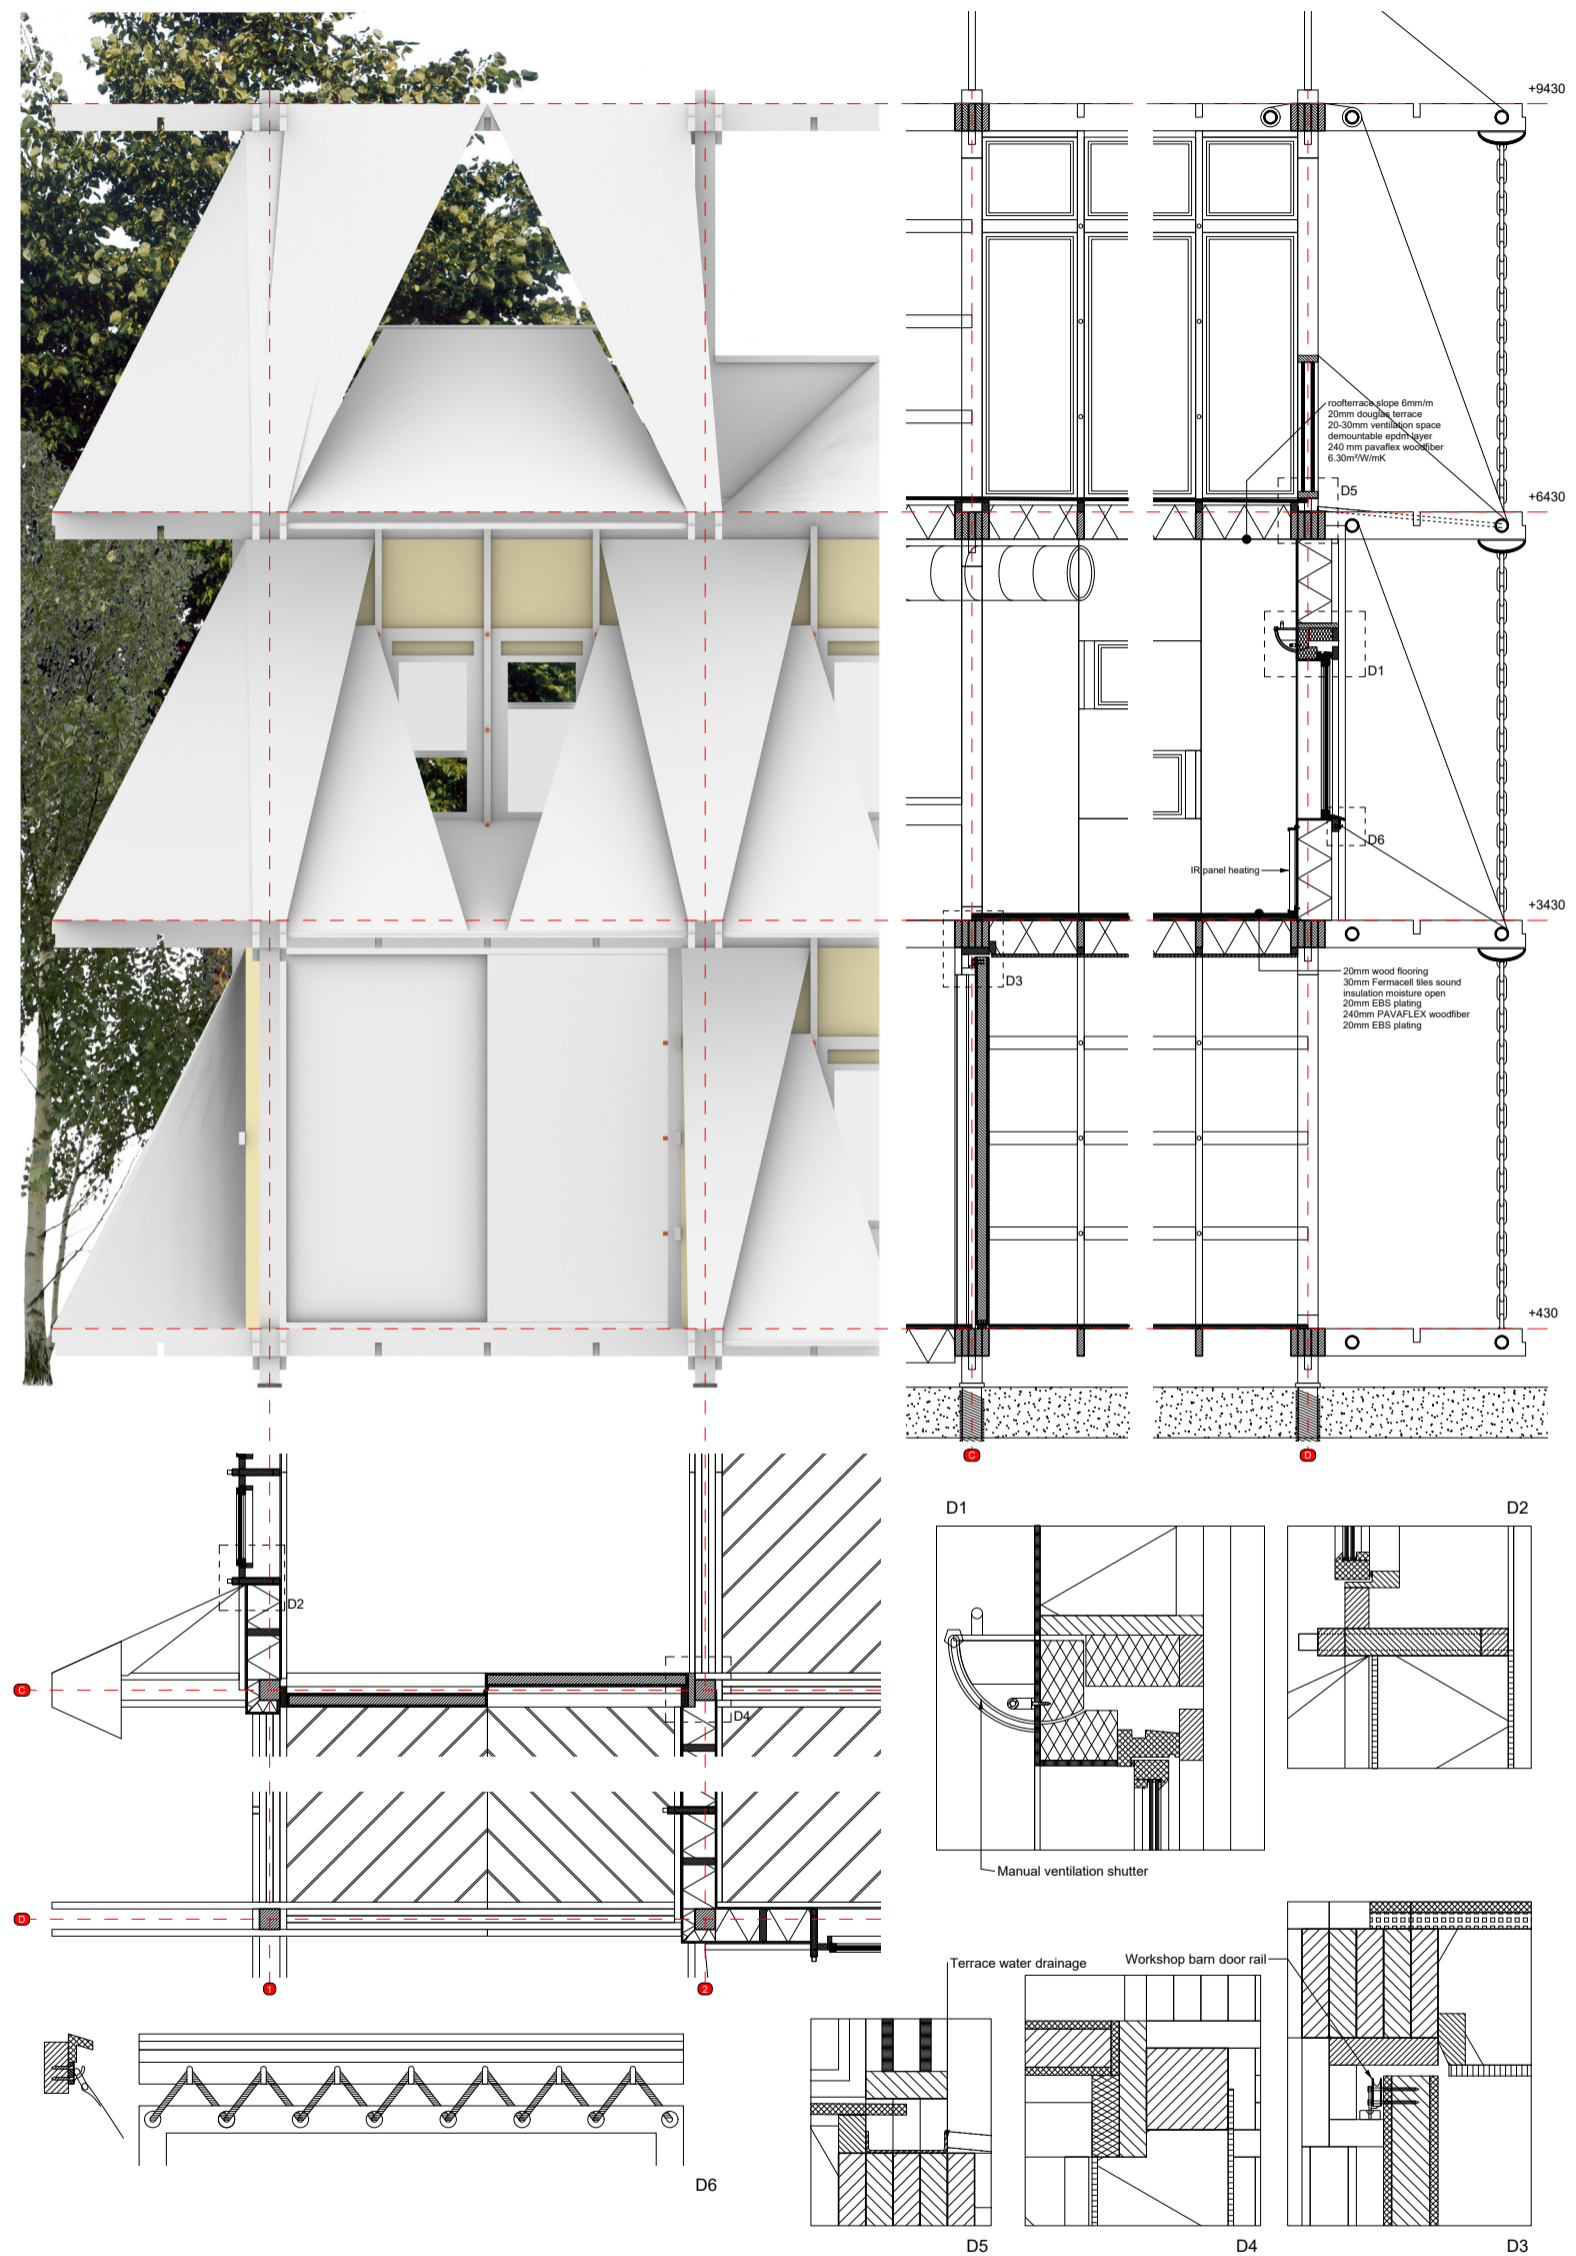 +9430
roofterrace slope 6mm/m
20mm douglas terrace
20-30mm ventilation space
demountable epdm layer
240 mm pavaflex woodfiber
6.30m²/W/mK
D5
+6430
D1
D6
IR panel heating
+3430
D3
20mm wood flooring
30mm Fermacell tiles sound
insulation moisture open
20mm EBS plating
240mm PAVAFLEX woodfiber
20mm EBS plating
+430
C
D
D2
C
D4
D
1
2
D1
D2
Manual ventilation shutter
Terrace water drainage
Workshop barn door rail
D6
D5
D4
D3